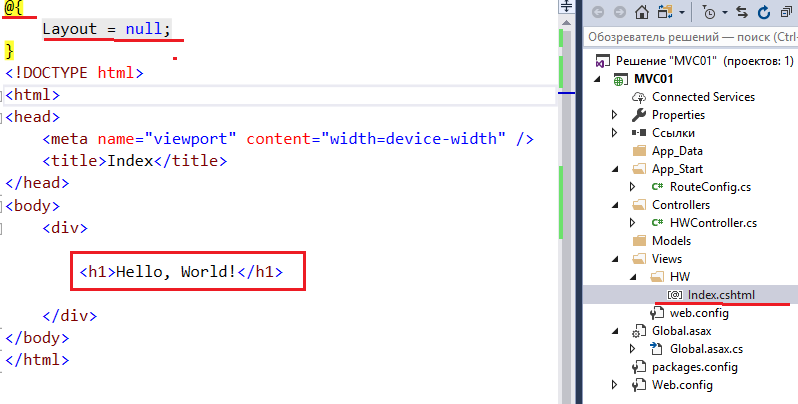 @{
Layout = null;
}
<!DOCTYPE html>
<html>
<head>
<meta name="viewport" content="width=device-width" />
<title>Index</title>
</head>
<body>
<div>
<h1>Hello, World!</h1>
</div>
</body>
</html>
Обозреватель решений — поиск (Ctrl+
Решение "MVC01" (проектов: 1)
MVC01
Connected Services
Properties
Ссылки
App_Data
App_Start
C# RouteConfig.cs
Controllers
C# HWController.cs
Models
Views
HW
[@] Index.cshtml
web.config
Global.asax
Global.asax.cs
packages.config
Web.config